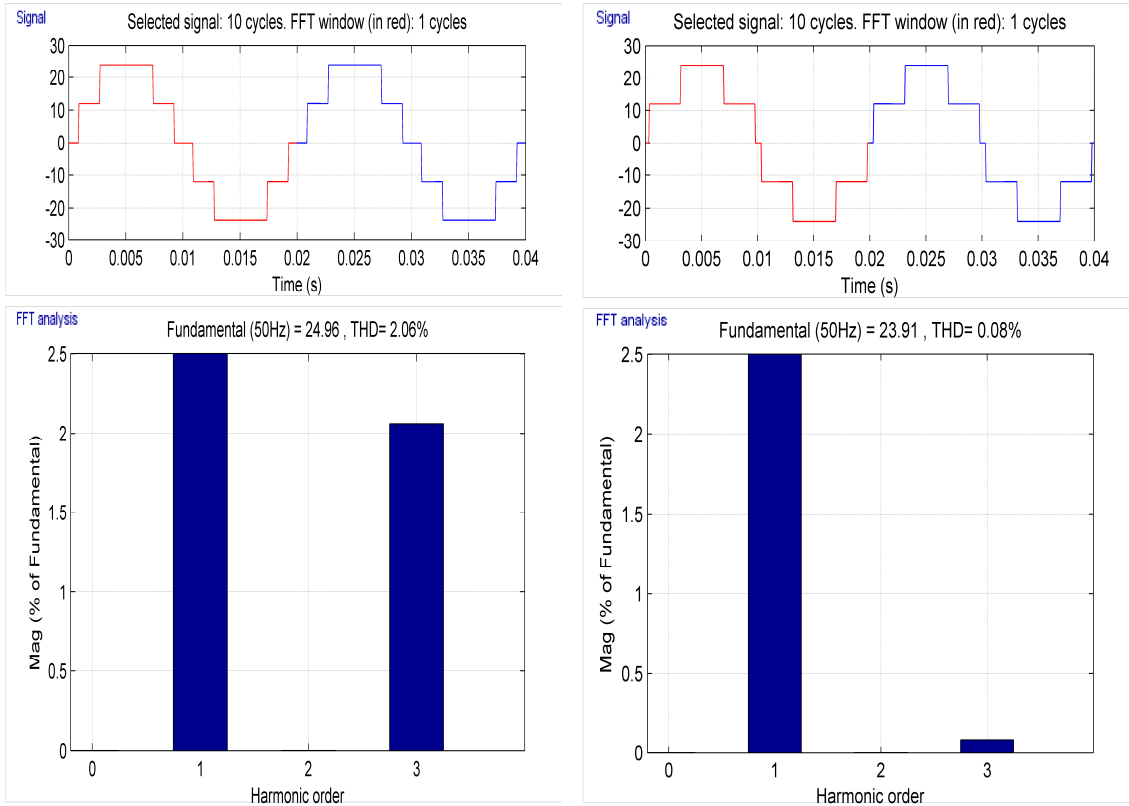 Signal
Selected signal: 10 cycles. FFT window (in red): 1 cycles
30
20
10
0
-10
-20
-30
0 0.005 0.01 0.015 0.02 0.025 0.03 0.035 0.04
Time (s)
FFT analysis
Fundamental (50Hz) = 24.96 , THD= 2.06%
2.5
2
1.5
1
0.5
0
Mag (% of Fundamental)
0 1 2 3
Harmonic order
Signal
Selected signal: 10 cycles. FFT window (in red): 1 cycles
30
20
10
0
-10
-20
-30
0 0.005 0.01 0.015 0.02 0.025 0.03 0.035 0.04
Time (s)
FFT analysis
Fundamental (50Hz) = 23.91 , THD= 0.08%
2.5
2
1.5
1
0.5
0
Mag (% of Fundamental)
0 1 2 3
Harmonic order